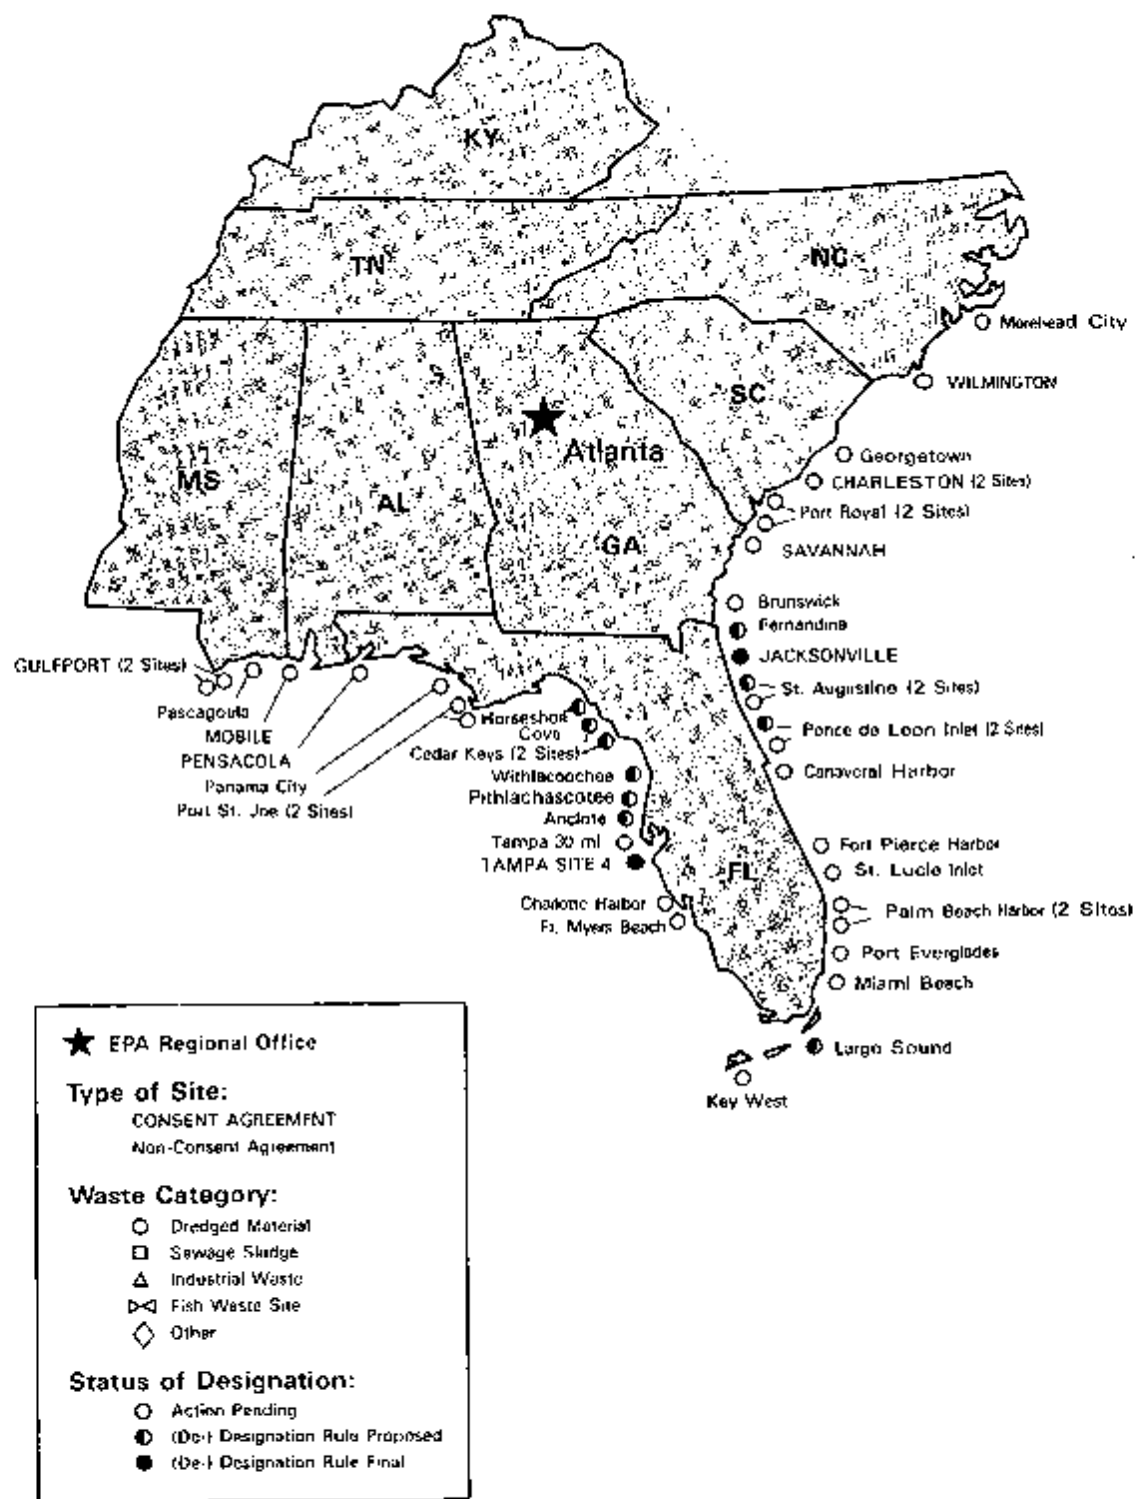 KY
TN
NC
Morehead City
WILMINGTON
SC
Georgetown
Atlanta
CHARLESTON (2 Sites)
MS
AL
Port Royal (2 Sites)
GA
SAVANNAH
Brunswick
Fernandina
JACKSONVILLE
GULFPORT (2 Sites)
St. Augustine (2 Sites)
Pascagoula
Horseshoe
Cove
Ponce de Leon Inlet (2 Sites)
MOBILE
Cedar Keys (2 Sites)
PENSACOLA
Canaveral Harbor
Withlacoochee
Panama City
Pithlachascotee
Port St. Joe (2 Sites)
Anclote
Tampa 30 mi
Fort Pierce Harbor
TAMPA SITE 4
FL
St. Lucie Inlet
Charlotte Harbor
Palm Beach Harbor (2 Sites)
Ft. Myers Beach
Port Everglades
Miami Beach
Largo Sound
Key West
EPA Regional Office
Type of Site:
CONSENT AGREEMENT
Non-Consent Agreement
Waste Category:
Dredged Material
Sewage Sludge
Industrial Waste
Fish Waste Site
Other
Status of Designation:
Action Pending
(De-) Designation Rule Proposed
(De-) Designation Rule Final